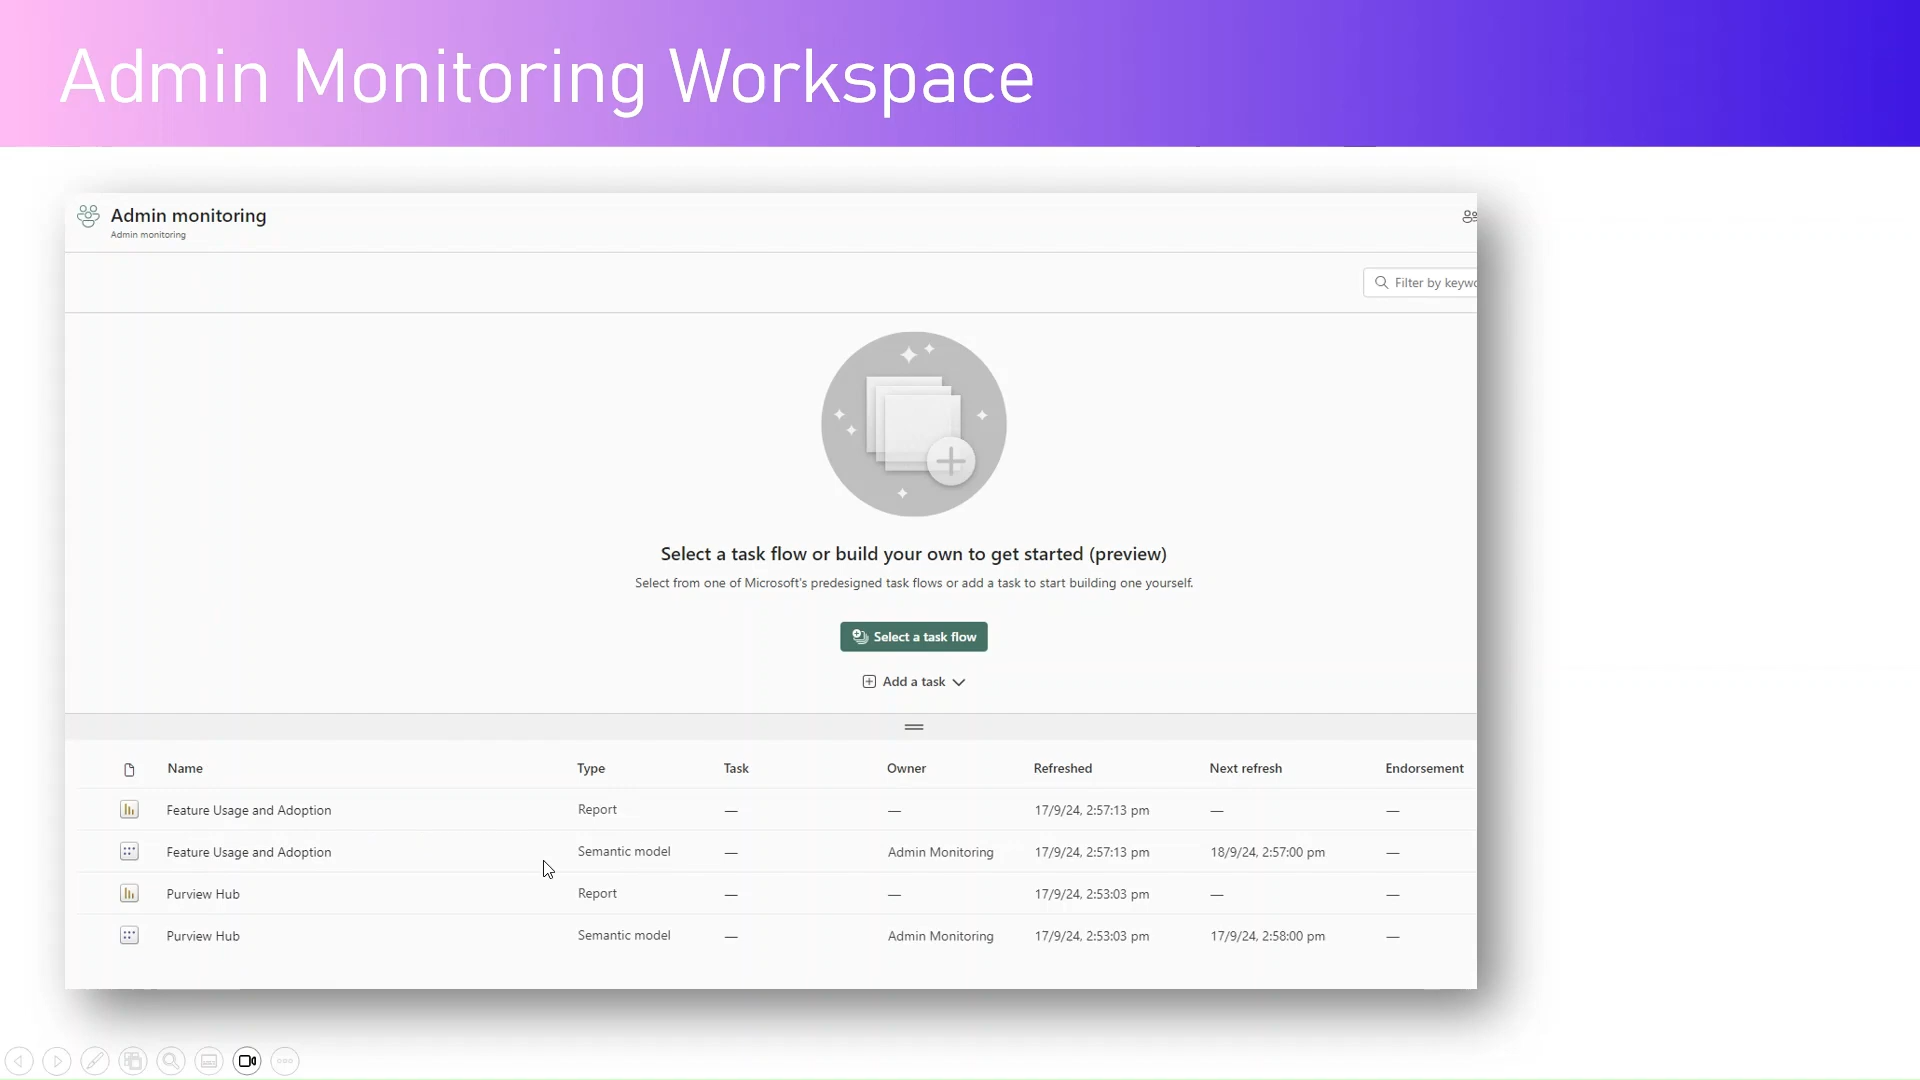 Admin Monitoring Workspace
Admin monitoring
Admin monitoring
Filter by keywo
Select a task flow or build your own to get started (preview)
Select from one of Microsoft's predesigned task flows or add a task to start building one yourself.
Select a task flow
Add a task
Name Type Task Owner Refreshed Next refresh Endorsement
Feature Usage and Adoption Report — — 17/9/24, 2:57:13 pm — —
Feature Usage and Adoption Semantic model — Admin Monitoring 17/9/24, 2:57:13 pm 18/9/24, 2:57:00 pm —
Purview Hub Report — — 17/9/24, 2:53:03 pm — —
Purview Hub Semantic model — Admin Monitoring 17/9/24, 2:53:03 pm 17/9/24, 2:58:00 pm —